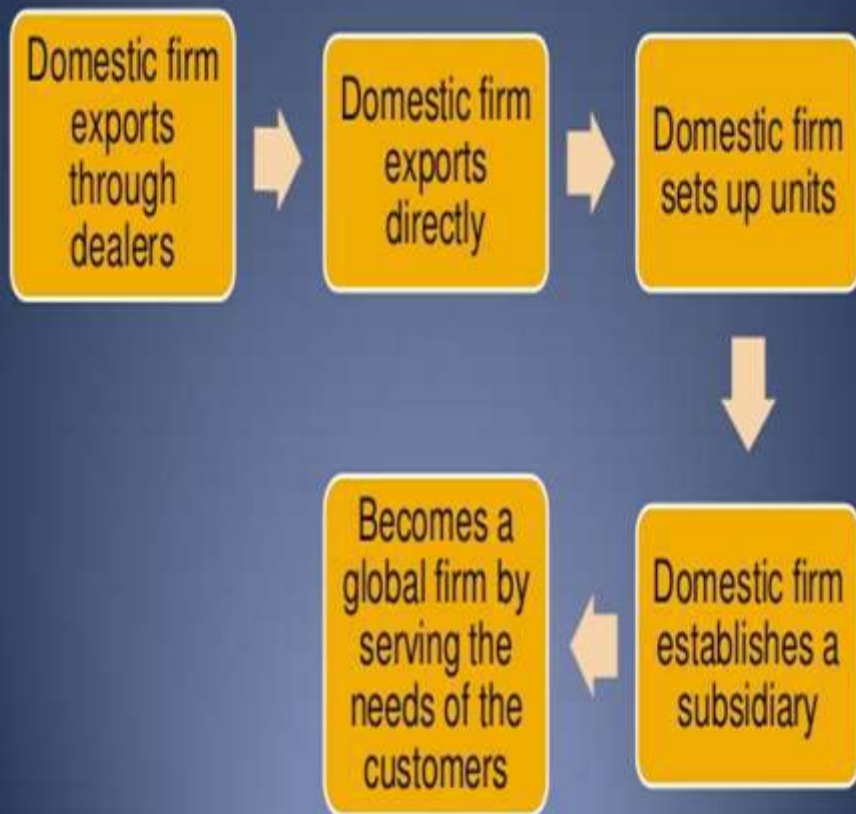 Domestic firm
exports
through
dealers
Domestic firm
exports
directly
Domestic firm
sets up units
Domestic firm
establishes a
subsidiary
Becomes a
global firm by
serving the
needs of the
customers